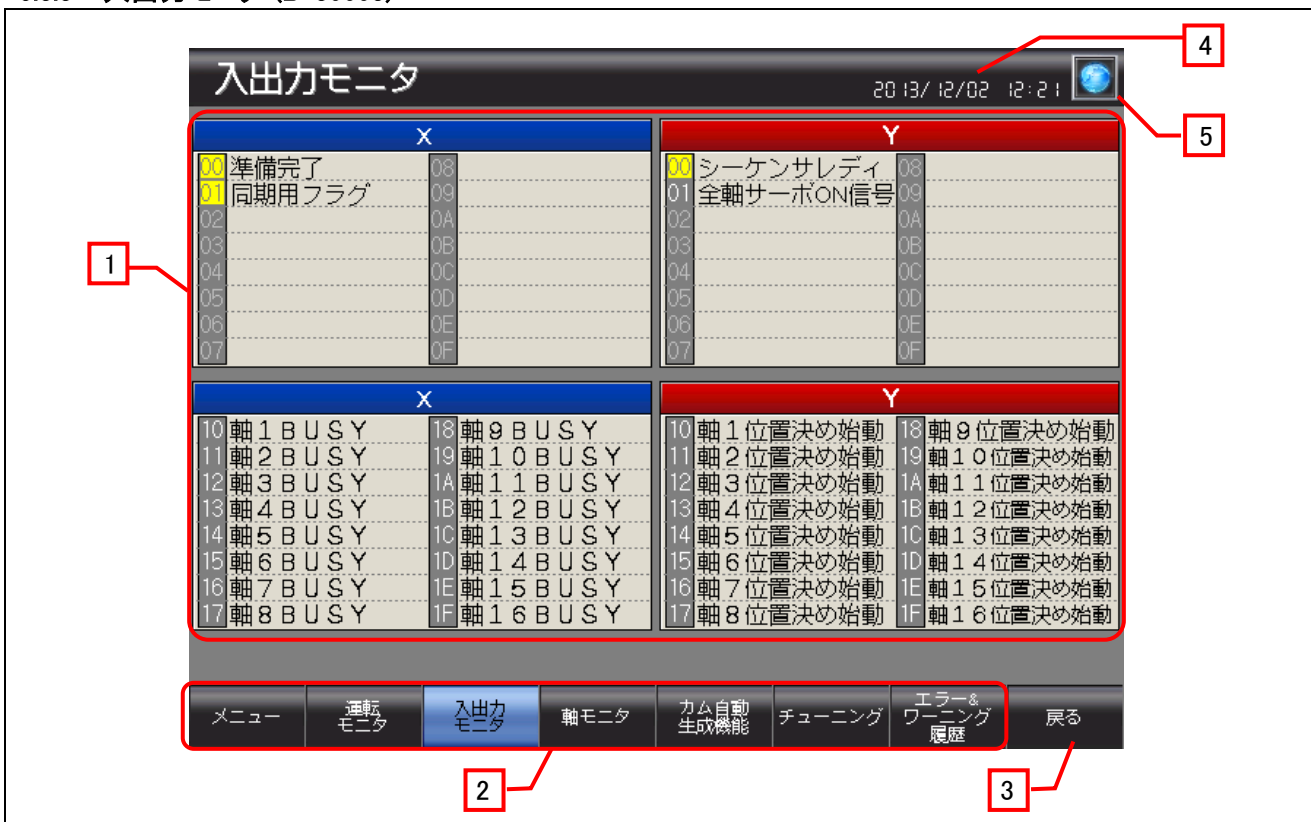 入出力モニタ
2013/12/02 12:21
4
5
1
X
00 準備完了 08
01 同期用フラグ 09
02 0A
03 0B
04 0C
05 0D
06 0E
07 0F
Y
00 シーケンサレディ 08
01 全軸サーボON信号 09
02 0A
03 0B
04 0C
05 0D
06 0E
07 0F
X
10 軸1BUSY 18 軸9BUSY
11 軸2BUSY 19 軸10BUSY
12 軸3BUSY 1A 軸11BUSY
13 軸4BUSY 1B 軸12BUSY
14 軸5BUSY 1C 軸13BUSY
15 軸6BUSY 1D 軸14BUSY
16 軸7BUSY 1E 軸15BUSY
17 軸8BUSY 1F 軸16BUSY
Y
10 軸1位置決め始動 18 軸9位置決め始動
11 軸2位置決め始動 19 軸10位置決め始動
12 軸3位置決め始動 1A 軸11位置決め始動
13 軸4位置決め始動 1B 軸12位置決め始動
14 軸5位置決め始動 1C 軸13位置決め始動
15 軸6位置決め始動 1D 軸14位置決め始動
16 軸7位置決め始動 1E 軸15位置決め始動
17 軸8位置決め始動 1F 軸16位置決め始動
メニュー
運転
モニタ
入出力
モニタ
軸モニタ
カム自動
生成機能
チューニング
エラー&
ワーニング
履歴
戻る
2
3